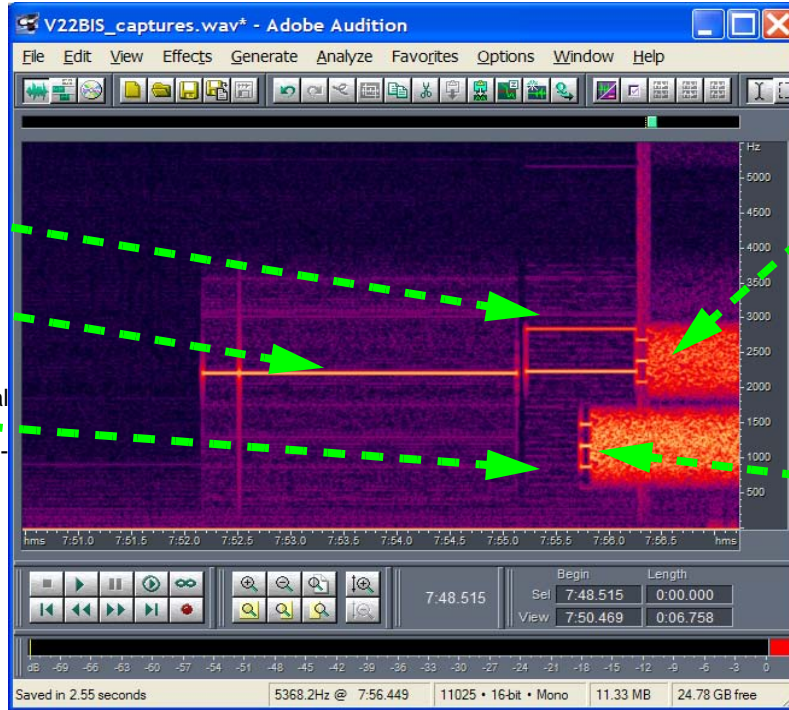 V22BIS_captures.wav* - Adobe Audition
File Edit View Effects Generate Analyze Favorites Options Window Help
Hz
5000
4500
4000
3500
3000
2500
2000
1500
1000
500
al
-
hms 7:51.0 7:51.5 7:52.0 7:52.5 7:53.0 7:53.5 7:54.0 7:54.5 7:55.0 7:55.5 7:56.0 7:56.5 hms
Begin Length
7:48.515 Sel 7:48.515 0:00.000
View 7:50.469 0:06.758
dB -69 -66 -63 -60 -57 -54 -51 -48 -45 -42 -39 -36 -33 -30 -27 -24 -21 -18 -15 -12 -9 -6 -3 0
Saved in 2.55 seconds 5368.2Hz @ 7:56.449 11025 • 16-bit • Mono 11.33 MB 24.78 GB free